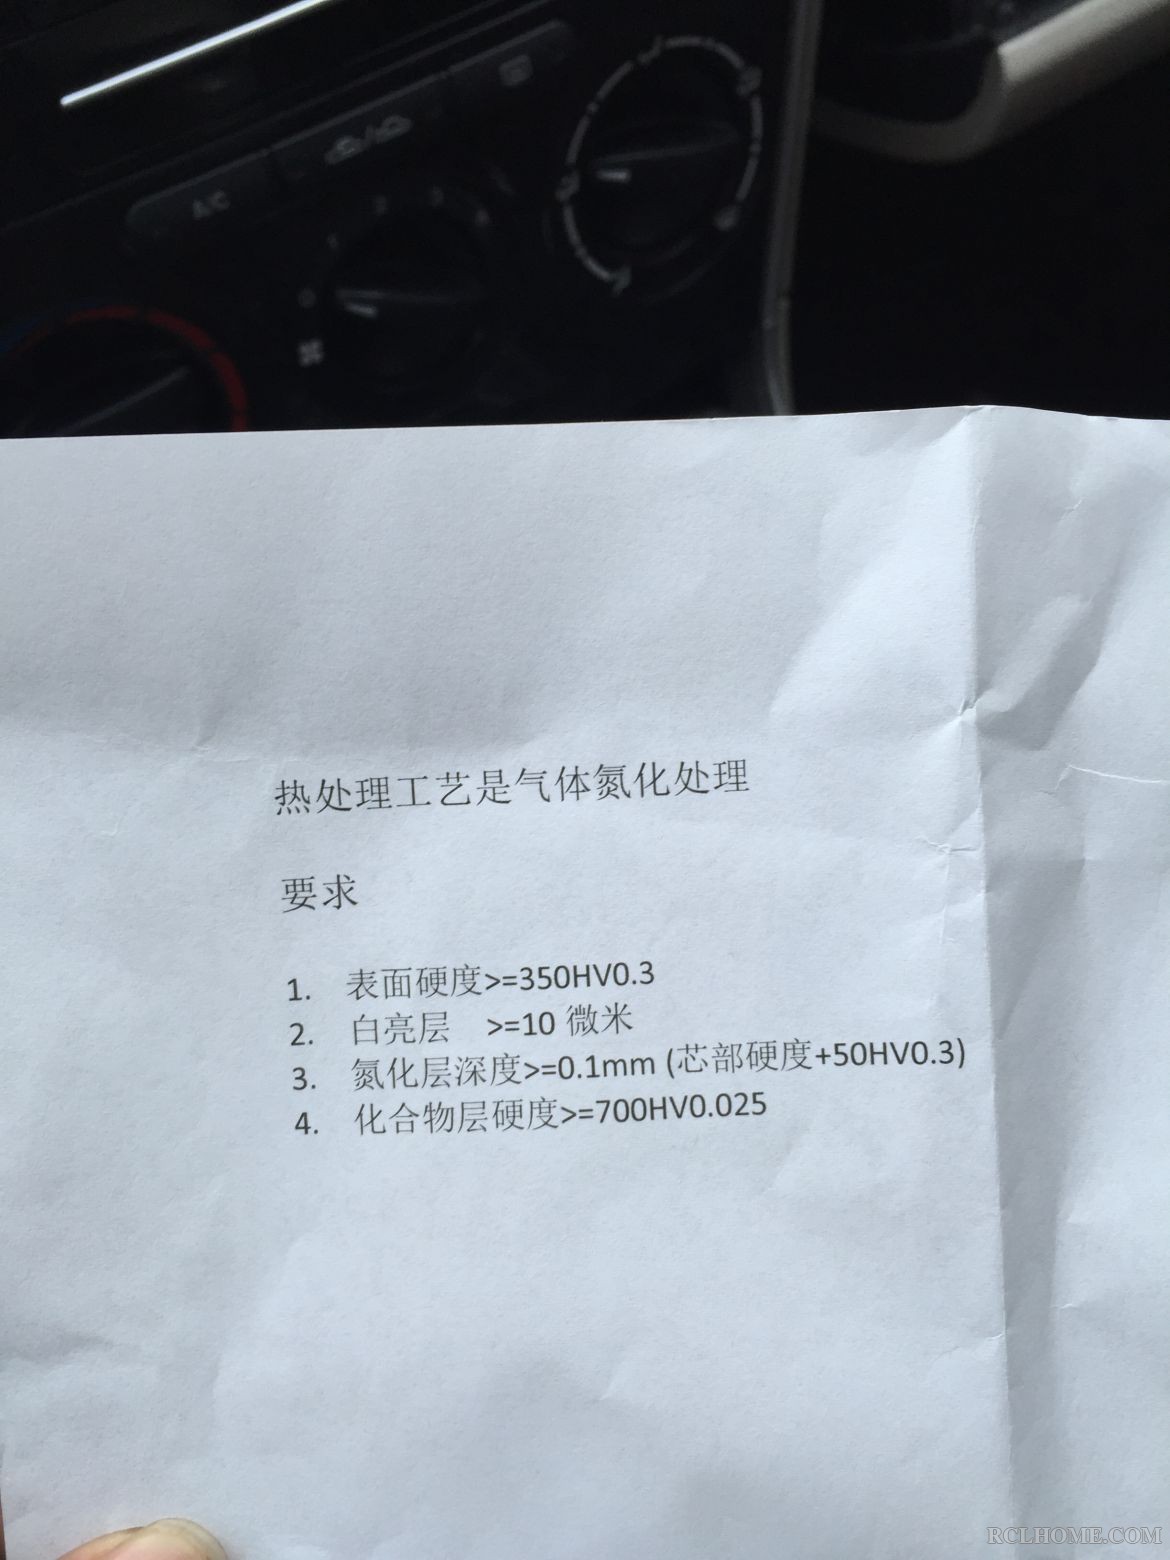 A/C
热处理工艺是气体氮化处理
要求
1. 表面硬度>=350HV0.3
2. 白亮层 >=10 微米
3. 氮化层深度>=0.1mm (芯部硬度+50HV0.3)
4. 化合物层硬度>=700HV0.025
RCLHOME.COM